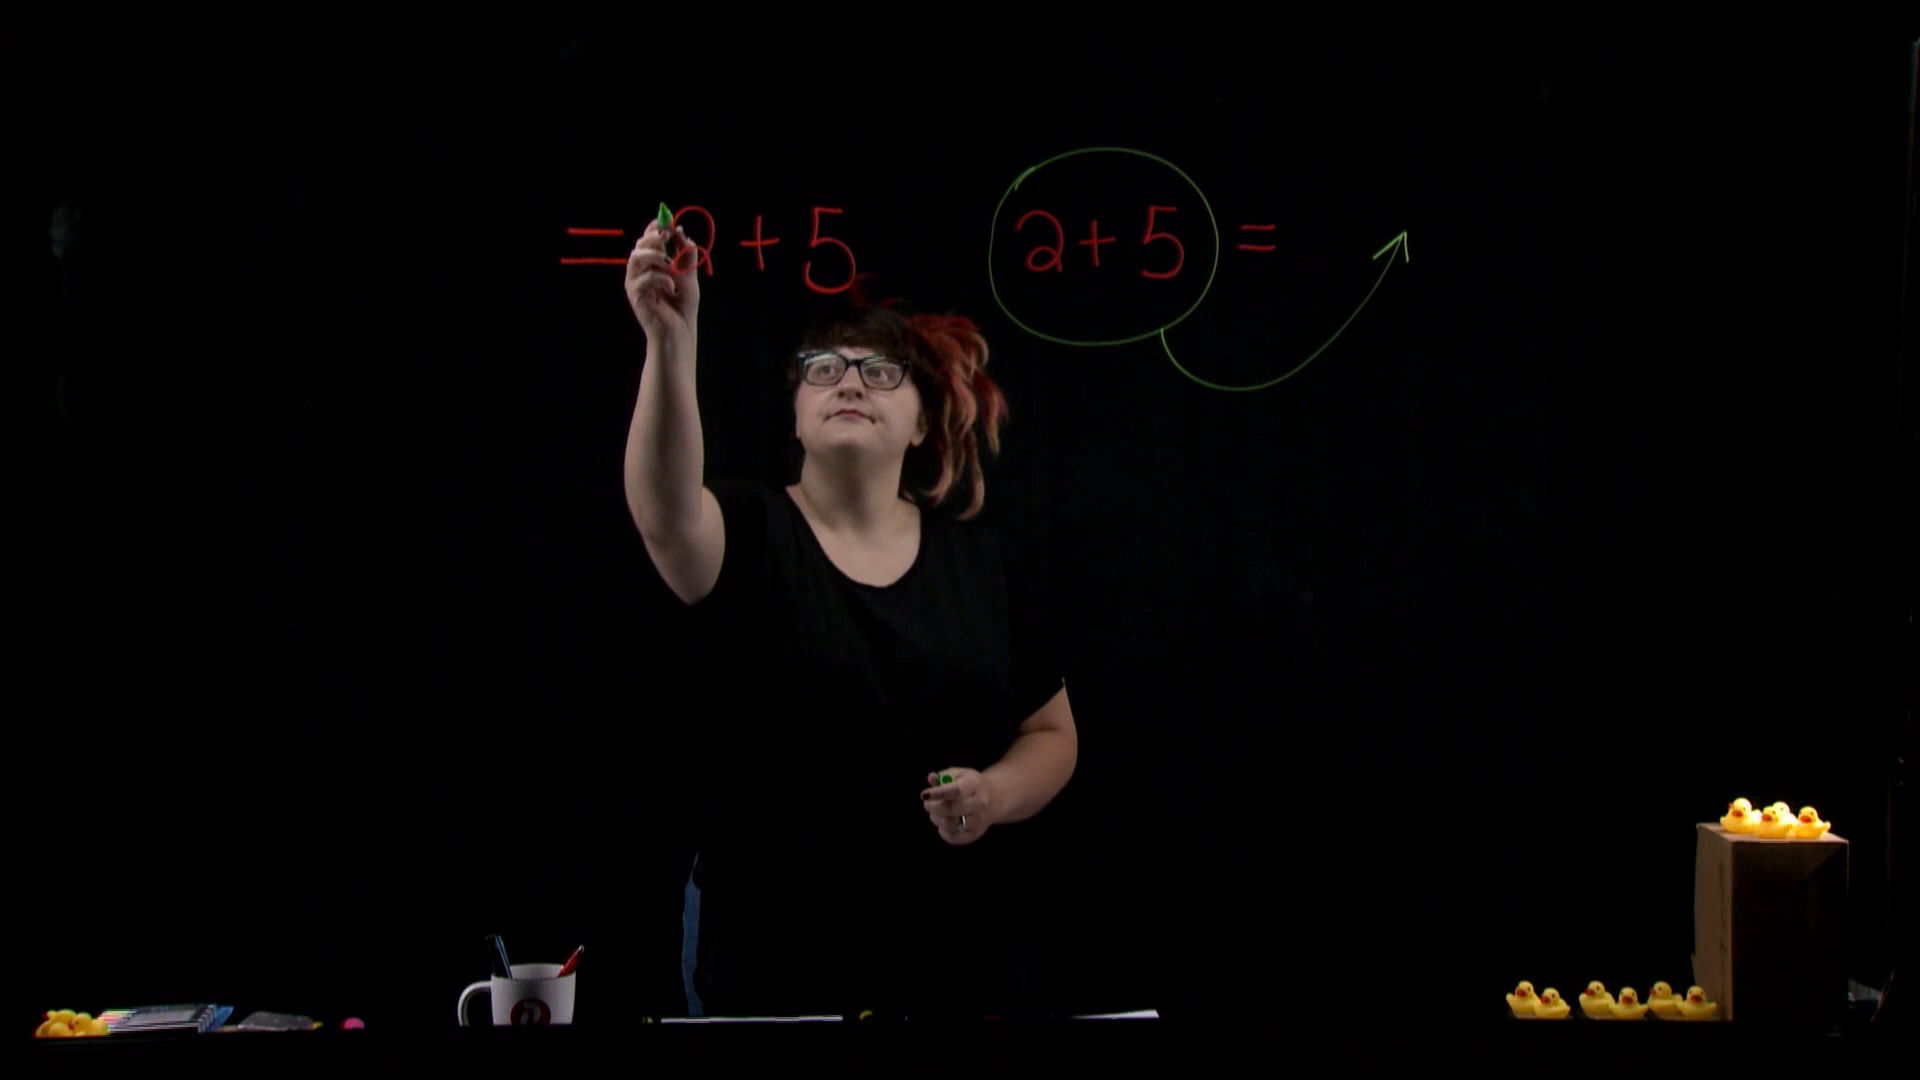 = 2 + 5
2 + 5 =